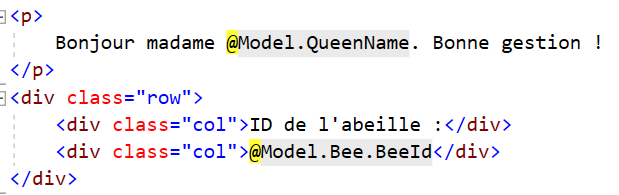 <p>
Bonjour madame @Model.QueenName. Bonne gestion !
</p>
<div class="row">
<div class="col">ID de l'abeille :</div>
<div class="col">@Model.Bee.BeeId</div>
</div>